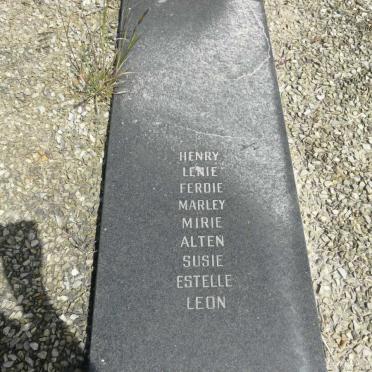 HENRY
LENIE
FERDIE
MARLEY
MIRIE
ALTEN
SUSIE
ESTELLE
LEON